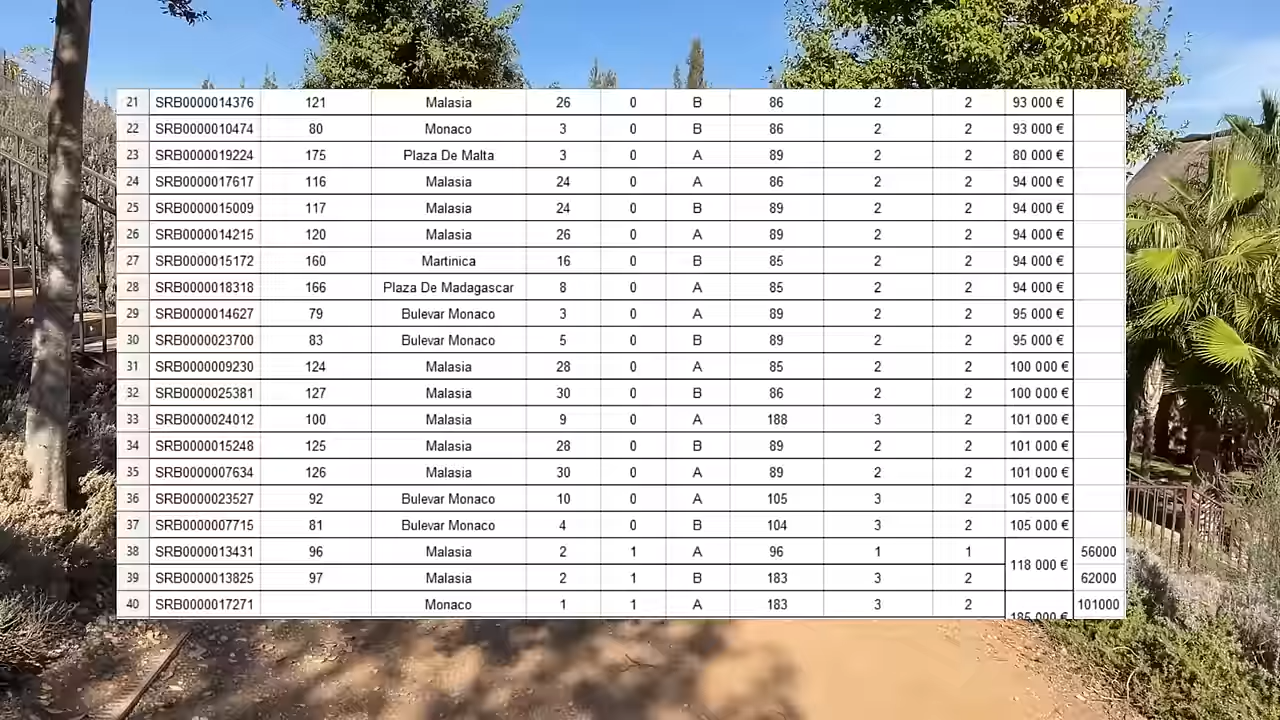 21 SRB0000014376 121 Malasia 26 0 B 86 2 2 93 000 €
22 SRB0000010474 80 Monaco 3 0 B 86 2 2 93 000 €
23 SRB0000019224 175 Plaza De Malta 3 0 A 89 2 2 80 000 €
24 SRB0000017617 116 Malasia 24 0 A 86 2 2 94 000 €
25 SRB0000015009 117 Malasia 24 0 B 89 2 2 94 000 €
26 SRB0000014215 120 Malasia 26 0 A 89 2 2 94 000 €
27 SRB0000015172 160 Martinica 16 0 B 85 2 2 94 000 €
28 SRB0000018318 166 Plaza De Madagascar 8 0 A 85 2 2 94 000 €
29 SRB0000014627 79 Bulevar Monaco 3 0 A 89 2 2 95 000 €
30 SRB0000023700 83 Bulevar Monaco 5 0 B 89 2 2 95 000 €
31 SRB0000009230 124 Malasia 28 0 A 85 2 2 100 000 €
32 SRB0000025381 127 Malasia 30 0 B 86 2 2 100 000 €
33 SRB0000024012 100 Malasia 9 0 A 188 3 2 101 000 €
34 SRB0000015248 125 Malasia 28 0 B 89 2 2 101 000 €
35 SRB0000007634 126 Malasia 30 0 A 89 2 2 101 000 €
36 SRB0000023527 92 Bulevar Monaco 10 0 A 105 3 2 105 000 €
37 SRB0000007715 81 Bulevar Monaco 4 0 B 104 3 2 105 000 €
38 SRB0000013431 96 Malasia 2 1 A 96 1 1 118 000 € 56000
39 SRB0000013825 97 Malasia 2 1 B 183 3 2 62000
40 SRB0000017271 Monaco 1 1 A 183 3 2 101000